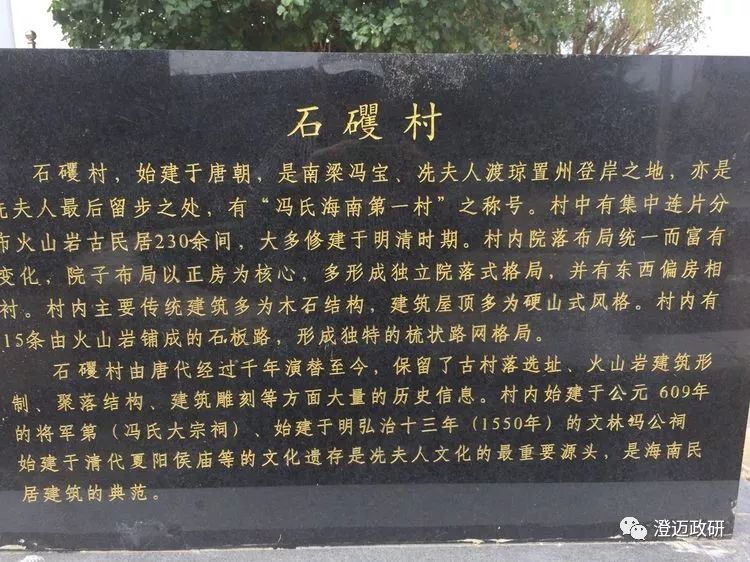 石䃮村
石䃮村，始建于唐朝，是南梁冯宝、冼夫人渡琼置州登岸之地，亦是
冼夫人最后留步之处，有“冯氏海南第一村”之称号。村中有集中连片分
布火山岩古民居230余间，大多修建于明清时期。村内院落布局统一而富有
变化，院子布局以正房为核心，多形成独立院落式格局，并有东西偏房相
衬。村内主要传统建筑多为木石结构，建筑屋顶多为硬山式风格。村内有
15条由火山岩铺成的石板路，形成独特的梳状路网格局。
石䃮村由唐代经过千年演替至今，保留了古村落选址、火山岩建筑形
制、聚落结构、建筑雕刻等方面大量的历史信息。村内始建于公元 609年
的将军第（冯氏大宗祠）、始建于明弘治十三年（1550年）的文林冯公祠
始建于清代夏阳侯庙等的文化遗存是冼夫人文化的最重要源头，是海南民
居建筑的典范。
澄迈政研